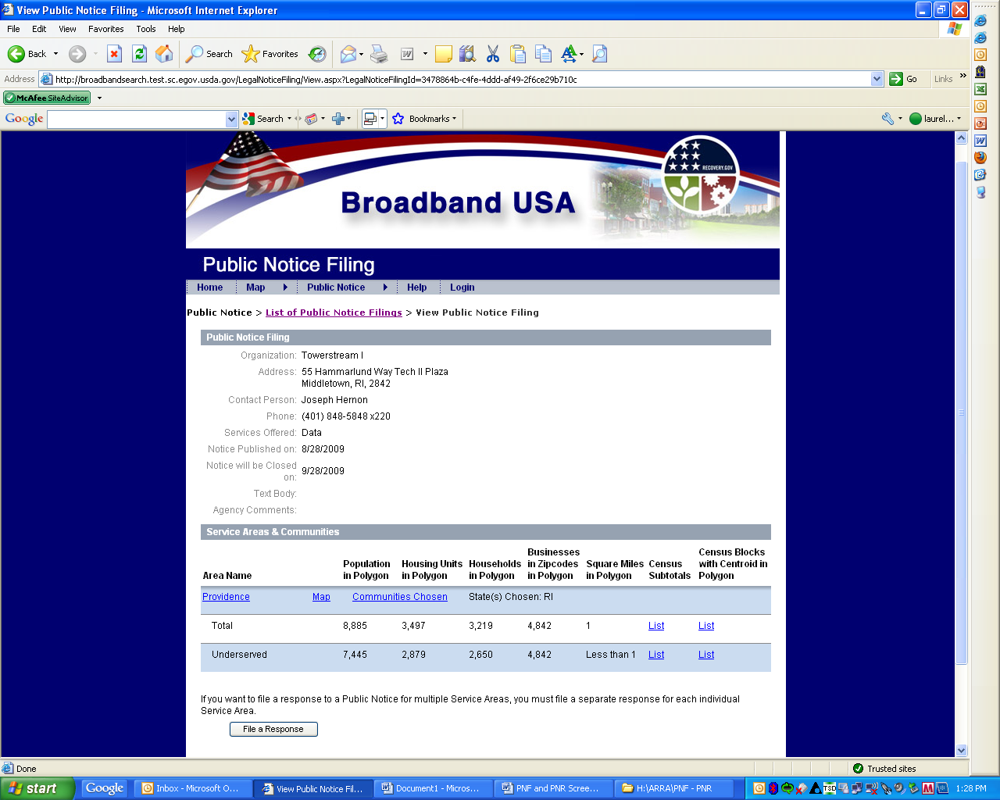 View Public Notice Filing - Microsoft Internet Explorer
File Edit View Favorites Tools Help
Back Search Favorites
Address http://broadbandsearch.test.sc.egov.usda.gov/LegalNoticeFiling/View.aspx?LegalNoticeFilingId=3478864b-c4fe-4ddd-af49-2f6ce29b710c Go Links »
McAfee SiteAdvisor
Google Search Bookmarks laurel...
RECOVERY.GOV
Broadband USA
Public Notice Filing
Home Map Public Notice Help Login
Public Notice > List of Public Notice Filings > View Public Notice Filing
Public Notice Filing
Organization: Towerstream I
Address: 55 Hammarlund Way Tech II Plaza
Middletown, RI, 2842
Contact Person: Joseph Hernon
Phone: (401) 848-5848 x220
Services Offered: Data
Notice Published on: 8/28/2009
Notice will be Closed on: 9/28/2009
Text Body:
Agency Comments:
Service Areas & Communities
Area Name Population in Polygon Housing Units in Polygon Households in Polygon Businesses in Zipcodes in Polygon Square Miles in Polygon Census Subtotals Census Blocks with Centroid in Polygon
Providence Map Communities Chosen State(s) Chosen: RI
Total 8,885 3,497 3,219 4,842 1 List List
Underserved 7,445 2,879 2,650 4,842 Less than 1 List List
If you want to file a response to a Public Notice for multiple Service Areas, you must file a separate response for each individual
Service Area.
File a Response
Done Trusted sites
start Google Inbox - Microsoft O... View Public Notice Fil... Document1 - Micros... PNF and PNR Scree... H:\ARRA\PNF - PNR TSD 1:28 PM